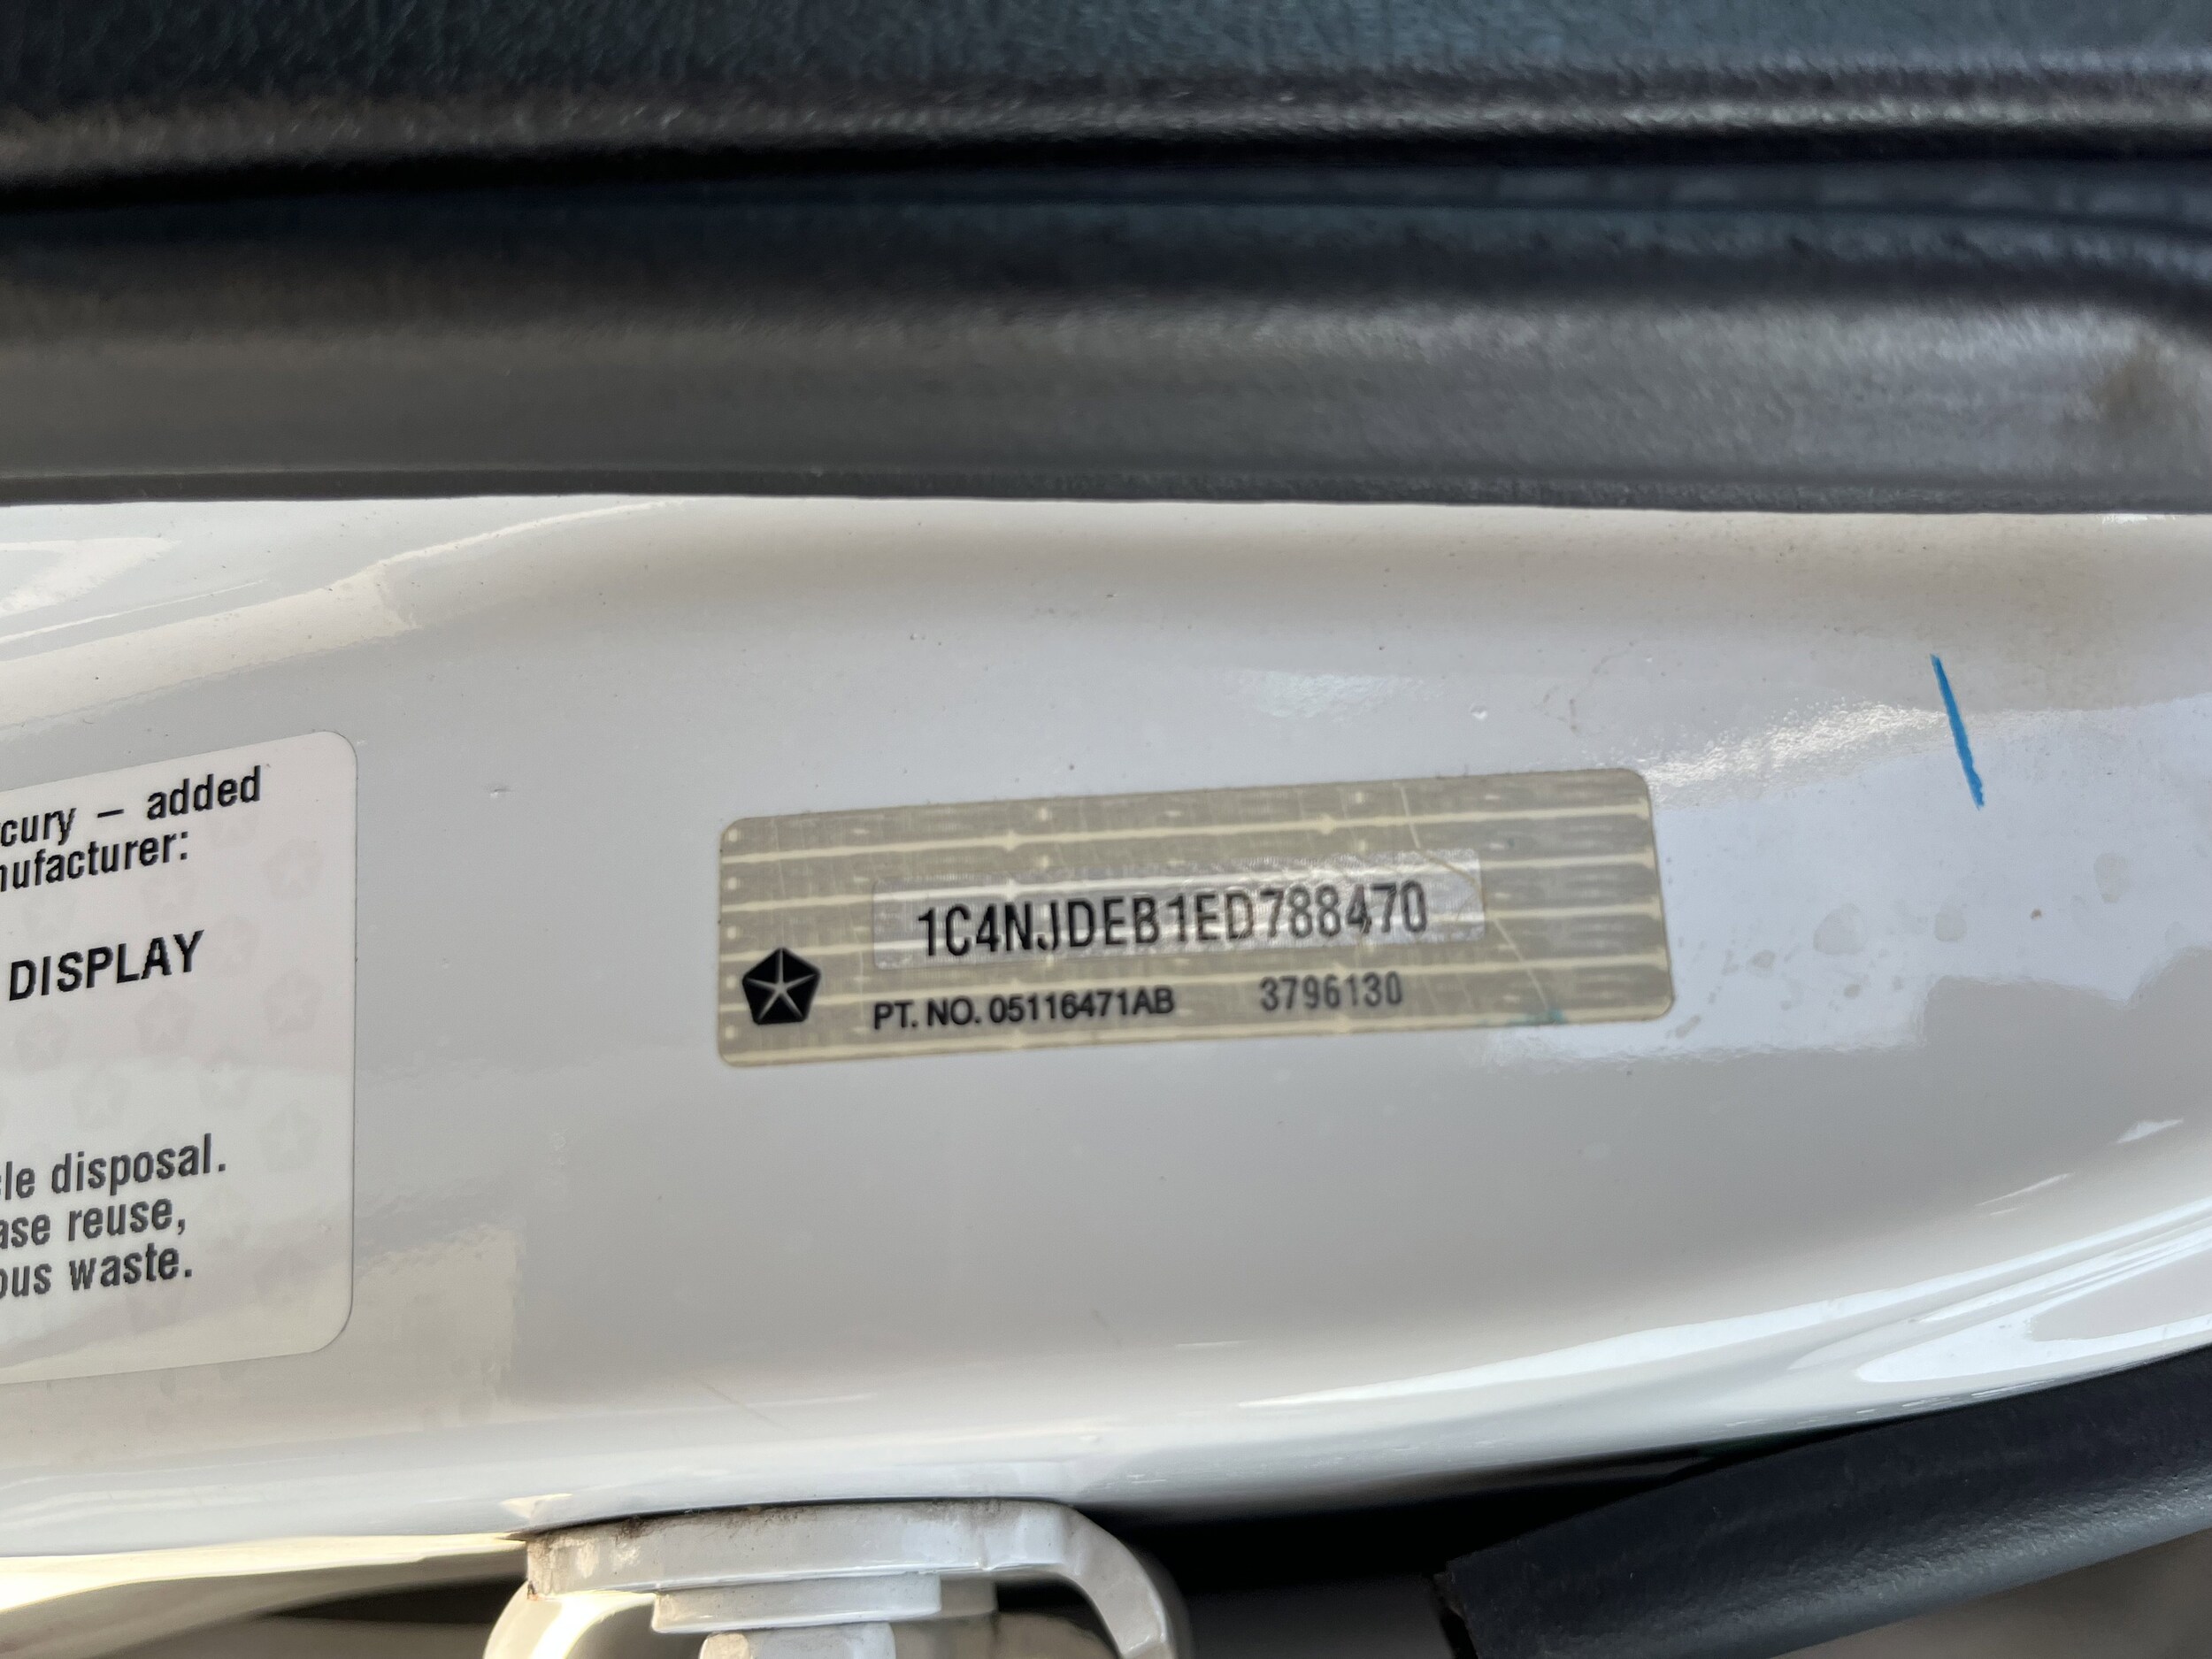 cury – added
nufacturer:
DISPLAY
cle disposal.
ase reuse,
ous waste.
1C4NJDEB1ED788470
PT. NO. 05116471AB 3796130